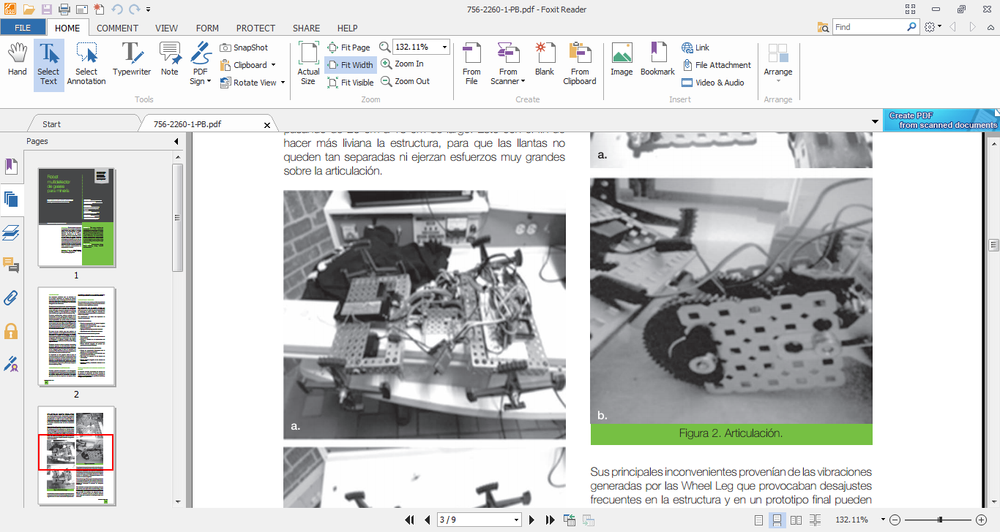 756-2260-1-PB.pdf - Foxit Reader
FILE HOME COMMENT VIEW FORM PROTECT SHARE HELP
Find
Hand
Select Text
Select Annotation
Typewriter
Note
PDF Sign
SnapShot
Clipboard
Rotate View
Tools
Actual Size
Fit Page
Fit Width
Fit Visible
132.11%
Zoom In
Zoom Out
Zoom
From File
From Scanner
Blank
From Clipboard
Create
Image
Bookmark
Link
File Attachment
Video & Audio
Insert
Arrange
Arrange
Start
756-2260-1-PB.pdf
Create PDF
from scanned documents
Pages
Robot
multidetector
de gases
para minería
1
2
hacer más liviana la estructura, para que las llantas no
queden tan separadas ni ejerzan esfuerzos muy grandes
sobre la articulación.
a.
a.
b.
Figura 2. Articulación.
Sus principales inconvenientes provenían de las vibraciones
generadas por las Wheel Leg que provocaban desajustes
frecuentes en la estructura y en un prototipo final pueden
3 / 9
132.11%